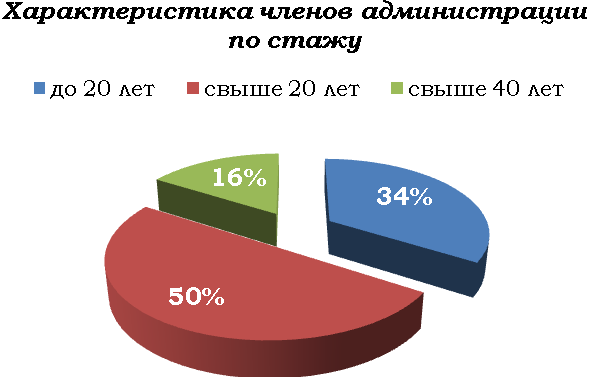 Характеристика членов администрации
по стажу
до 20 лет свыше 20 лет свыше 40 лет
16%
34%
50%